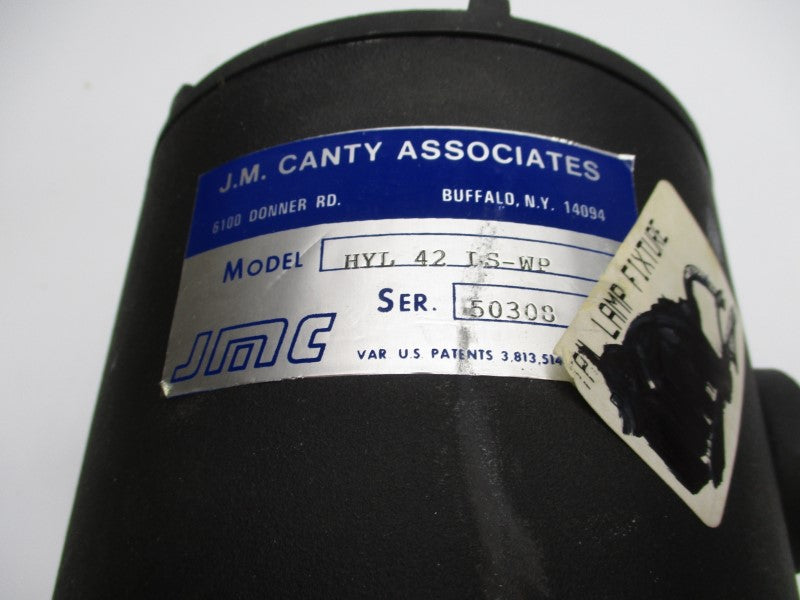 J.M. CANTY ASSOCIATES
6100 DONNER RD. BUFFALO, N.Y. 14094
MODEL HYL 42 LS-WP
SER. 50308
JMC
VAR U.S. PATENTS 3,813,514
LAMP FIXTURE